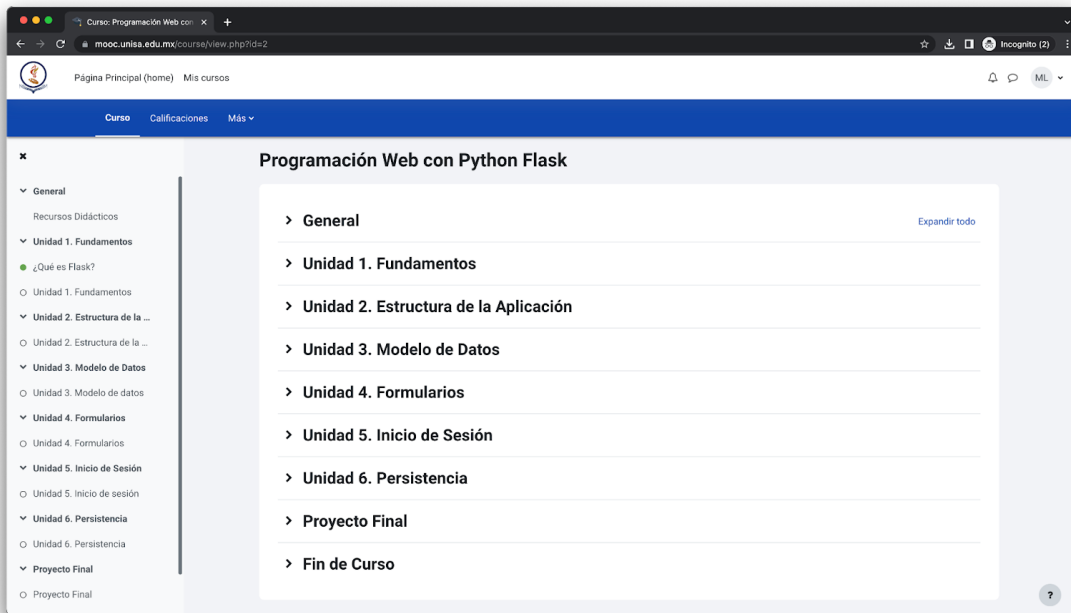 Curso: Programación Web con
mooc.unisa.edu.mx/course/view.php?id=2
Incognito (2)
Página Principal (home) Mis cursos
ML
Curso Calificaciones Más
Programación Web con Python Flask
General
Recursos Didácticos
Unidad 1. Fundamentos
¿Qué es Flask?
Unidad 1. Fundamentos
Unidad 2. Estructura de la ...
Unidad 2. Estructura de la ...
Unidad 3. Modelo de Datos
Unidad 3. Modelo de datos
Unidad 4. Formularios
Unidad 4. Formularios
Unidad 5. Inicio de Sesión
Unidad 5. Inicio de sesión
Unidad 6. Persistencia
Unidad 6. Persistencia
Proyecto Final
Proyecto Final
General
Expandir todo
Unidad 1. Fundamentos
Unidad 2. Estructura de la Aplicación
Unidad 3. Modelo de Datos
Unidad 4. Formularios
Unidad 5. Inicio de Sesión
Unidad 6. Persistencia
Proyecto Final
Fin de Curso
?